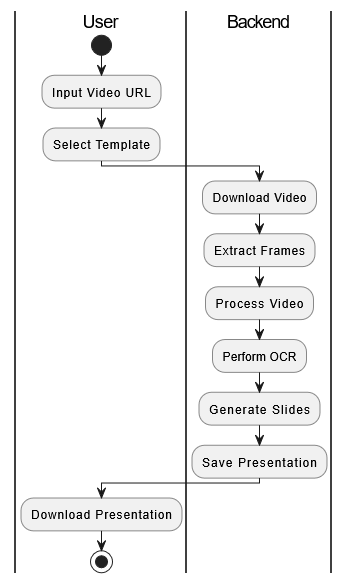 User
Backend
Input Video URL
Select Template
Download Video
Extract Frames
Process Video
Perform OCR
Generate Slides
Save Presentation
Download Presentation